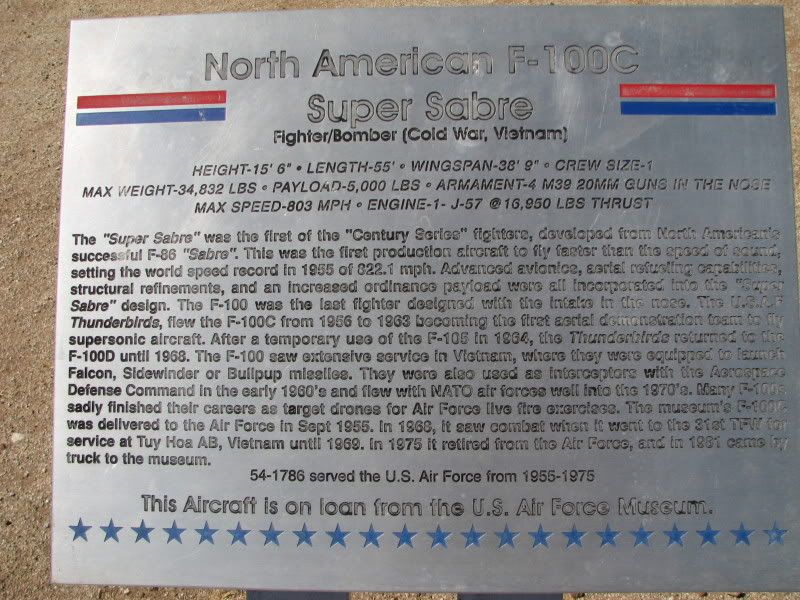 North American F-100C
Super Sabre
Fighter/Bomber (Cold War, Vietnam)
HEIGHT-15' 6" • LENGTH-55' • WINGSPAN-38' 9" • CREW SIZE-1
MAX WEIGHT-34,832 LBS • PAYLOAD-5,000 LBS • ARMAMENT-4 M39 20MM GUNS IN THE NOSE
MAX SPEED-803 MPH • ENGINE-1- J-57 @16,950 LBS THRUST
The "Super Sabre" was the first of the "Century Series" fighters, developed from North American's
successful F-86 "Sabre". This was the first production aircraft to fly faster than the speed of sound,
setting the world speed record in 1955 of 822.1 mph. Advanced avionics, aerial refueling capabilities,
structural refinements, and an increased ordinance payload were all incorporated into the "Super
Sabre" design. The F-100 was the last fighter designed with the intake in the nose. The U.S.A.F
Thunderbirds, flew the F-100C from 1956 to 1963 becoming the first aerial demonstration team to fly
supersonic aircraft. After a temporary use of the F-105 in 1964, the Thunderbirds returned to the
F-100D until 1968. The F-100 saw extensive service in Vietnam, where they were equipped to launch
Falcon, Sidewinder or Bullpup missiles. They were also used as interceptors with the Aerospace
Defense Command in the early 1960's and flew with NATO air forces well into the 1970's. Many F-100s
sadly finished their careers as target drones for Air Force live fire exercises. The museum's
was delivered to the Air Force in Sept 1955. In 1968, it saw combat when it went to the 31st TFW for
service at Tuy Hoa AB, Vietnam until 1969. In 1975 it retired from the Air Force, and in 1981 came by
truck to the museum.
54-1786 served the U.S. Air Force from 1955-1975
This Aircraft is on loan from the U.S. Air Force Museum.